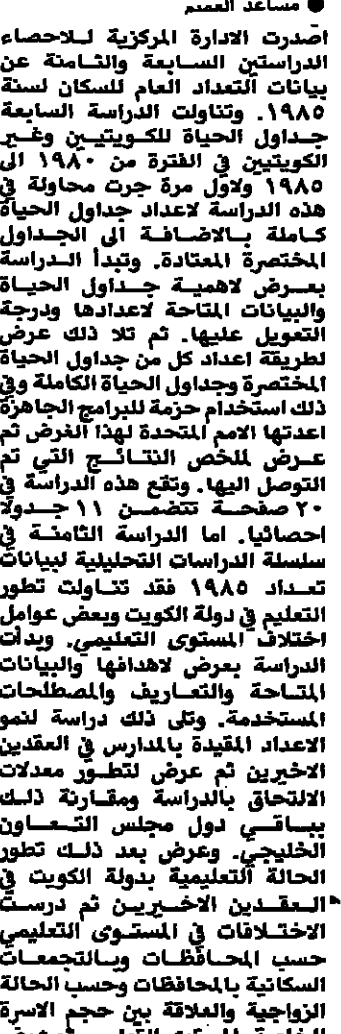 ● مساعد العميم
اصدرت الادارة المركزية للاحصاء
الدراستين السابعة والثامنة عن
بيانات التعداد العام للسكان لسنة
١٩٨٥. وتناولت الدراسة السابعة
جداول الحياة للكويتيين وغير
الكويتيين في الفترة من ١٩٨٠ الى
١٩٨٥ ولاول مرة جرت محاولة في
هذه الدراسة لاعداد جداول الحياة
كاملة بالاضافة الى الجداول
المختصرة المعتادة. وتبدأ الدراسة
بعرض لاهمية جداول الحياة
والبيانات المتاحة لاعدادها ودرجة
التعويل عليها. ثم تلا ذلك عرض
لطريقة اعداد كل من جداول الحياة
المختصرة وجداول الحياة الكاملة وفي
ذلك استخدام حزمة للبرامج الجاهزة
اعدتها الامم المتحدة لهذا الغرض ثم
عرض لملخص النتائج التي تم
التوصل اليها. وتقع هذه الدراسة في
٢٠ صفحة تتضمن ١١ جدولا
احصائيا. اما الدراسة الثامنة في
سلسلة الدراسات التحليلية لبيانات
تعداد ١٩٨٥ فقد تناولت تطور
التعليم في دولة الكويت وبعض عوامل
اختلاف المستوى التعليمي. وبدأت
الدراسة بعرض لاهدافها والبيانات
المتاحة والتعاريف والمصطلحات
المستخدمة. وتلى ذلك دراسة لنمو
الاعداد المقيدة بالمدارس في العقدين
الاخيرين ثم عرض لتطور معدلات
الالتحاق بالدراسة ومقارنة ذلك
بباقي دول مجلس التعاون
الخليجي. وعرض بعد ذلك تطور
الحالة التعليمية بدولة الكويت في
العقدين الاخيرين ثم درست
الاختلافات في المستوى التعليمي
حسب المحافظات وبالتجمعات
السكانية بالمحافظات وحسب الحالة
الزواجية والعلاقة بين حجم الاسرة